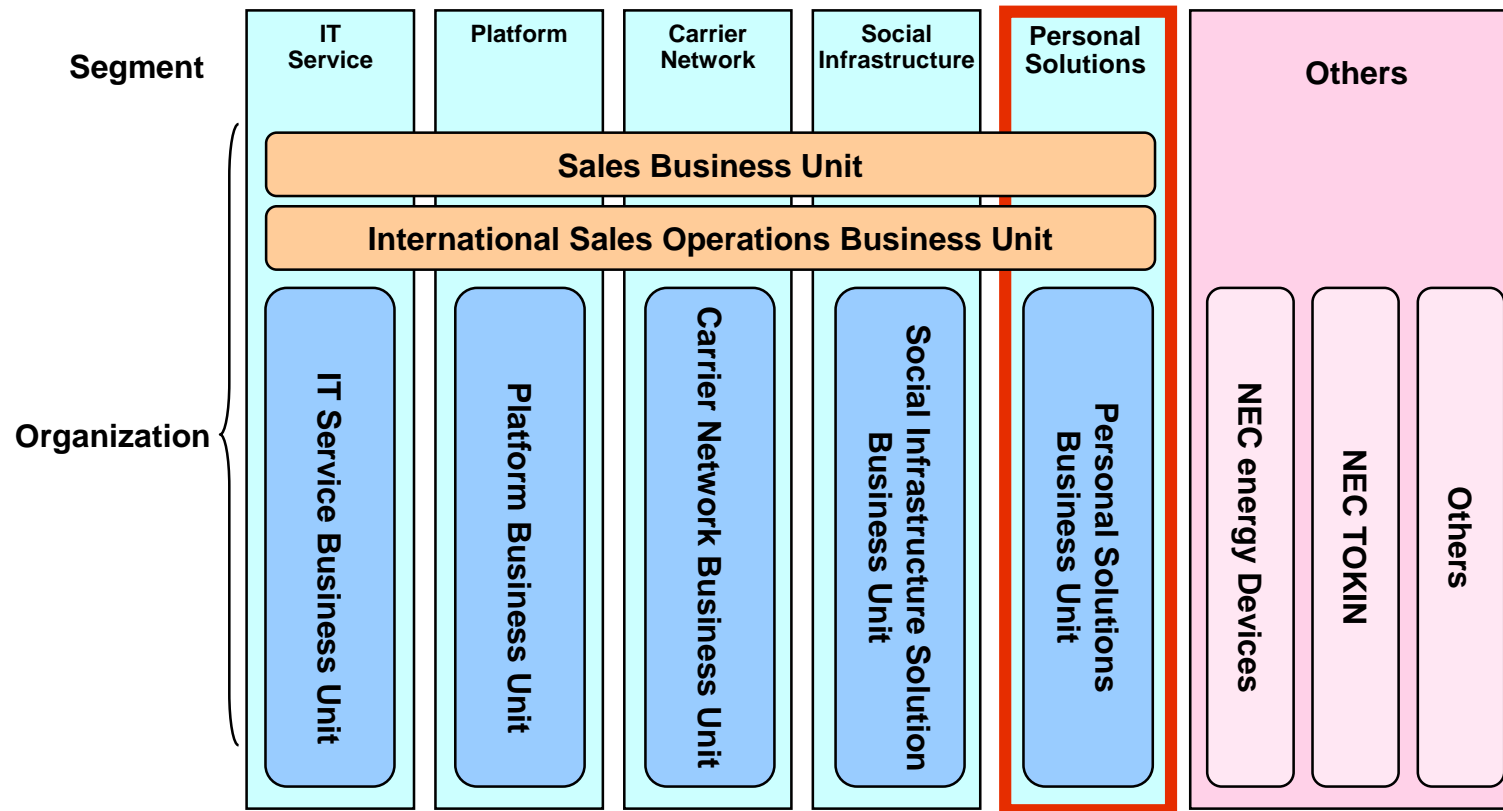 Segment
IT
Service
Platform
Carrier
Network
Social
Infrastructure
Personal
Solutions
Others
Organization
Sales Business Unit
International Sales Operations Business Unit
IT Service Business Unit
Platform Business Unit
Carrier Network Business Unit
Social Infrastructure Solution
Business Unit
Personal Solutions
Business Unit
NEC energy Devices
NEC TOKIN
Others